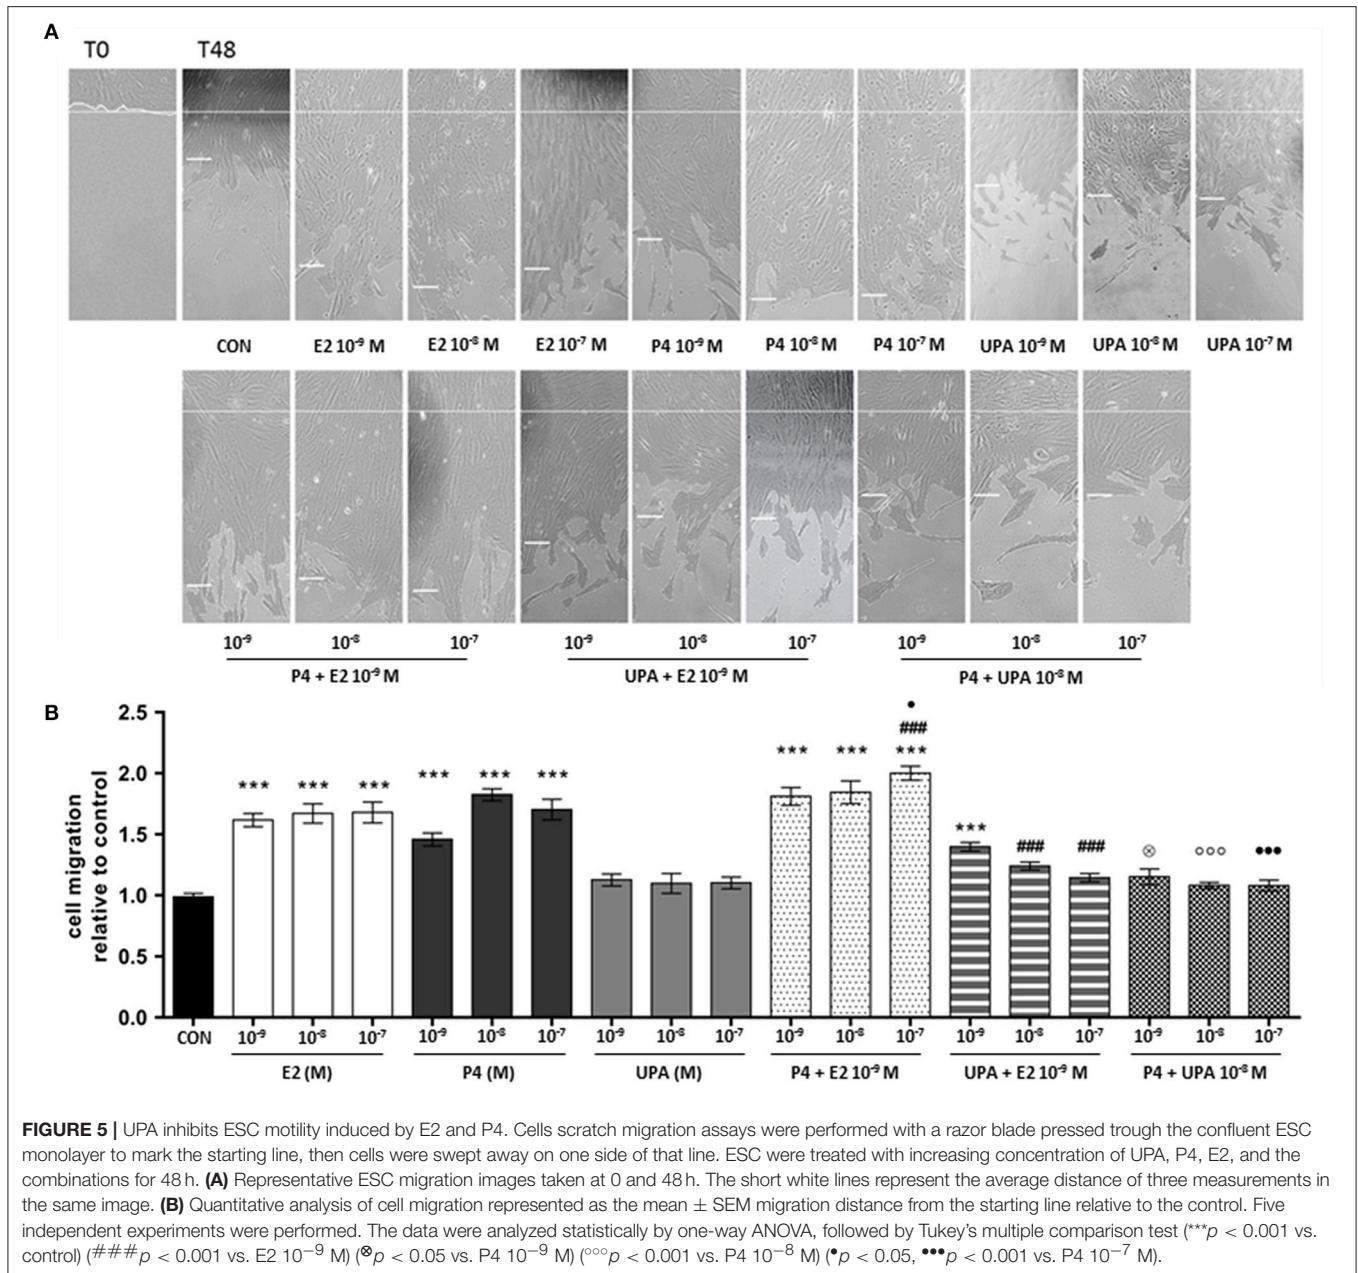 A
T0 T48
CON E2 10⁻⁹ M E2 10⁻⁸ M E2 10⁻⁷ M P4 10⁻⁹ M P4 10⁻⁸ M P4 10⁻⁷ M UPA 10⁻⁹ M UPA 10⁻⁸ M UPA 10⁻⁷ M
10⁻⁹ 10⁻⁸ 10⁻⁷ 10⁻⁹ 10⁻⁸ 10⁻⁷ 10⁻⁹ 10⁻⁸ 10⁻⁷
P4 + E2 10⁻⁹ M UPA + E2 10⁻⁹ M P4 + UPA 10⁻⁸ M
B
cell migration
relative to control
2.5
2.0
1.5
1.0
0.5
0.0
*** *** *** *** *** *** *** *** *** ### • *** ### ### ⊗ ○○○ •••
CON 10⁻⁹ 10⁻⁸ 10⁻⁷ 10⁻⁹ 10⁻⁸ 10⁻⁷ 10⁻⁹ 10⁻⁸ 10⁻⁷ 10⁻⁹ 10⁻⁸ 10⁻⁷ 10⁻⁹ 10⁻⁸ 10⁻⁷ 10⁻⁹ 10⁻⁸ 10⁻⁷
E2 (M) P4 (M) UPA (M) P4 + E2 10⁻⁹ M UPA + E2 10⁻⁹ M P4 + UPA 10⁻⁸ M
FIGURE 5 | UPA inhibits ESC motility induced by E2 and P4. Cells scratch migration assays were performed with a razor blade pressed trough the confluent ESC
monolayer to mark the starting line, then cells were swept away on one side of that line. ESC were treated with increasing concentration of UPA, P4, E2, and the
combinations for 48 h. (A) Representative ESC migration images taken at 0 and 48 h. The short white lines represent the average distance of three measurements in
the same image. (B) Quantitative analysis of cell migration represented as the mean ± SEM migration distance from the starting line relative to the control. Five
independent experiments were performed. The data were analyzed statistically by one-way ANOVA, followed by Tukey's multiple comparison test (***p < 0.001 vs.
control) (###p < 0.001 vs. E2 10⁻⁹ M) (⊗p < 0.05 vs. P4 10⁻⁹ M) (○○○p < 0.001 vs. P4 10⁻⁸ M) (•p < 0.05, •••p < 0.001 vs. P4 10⁻⁷ M).